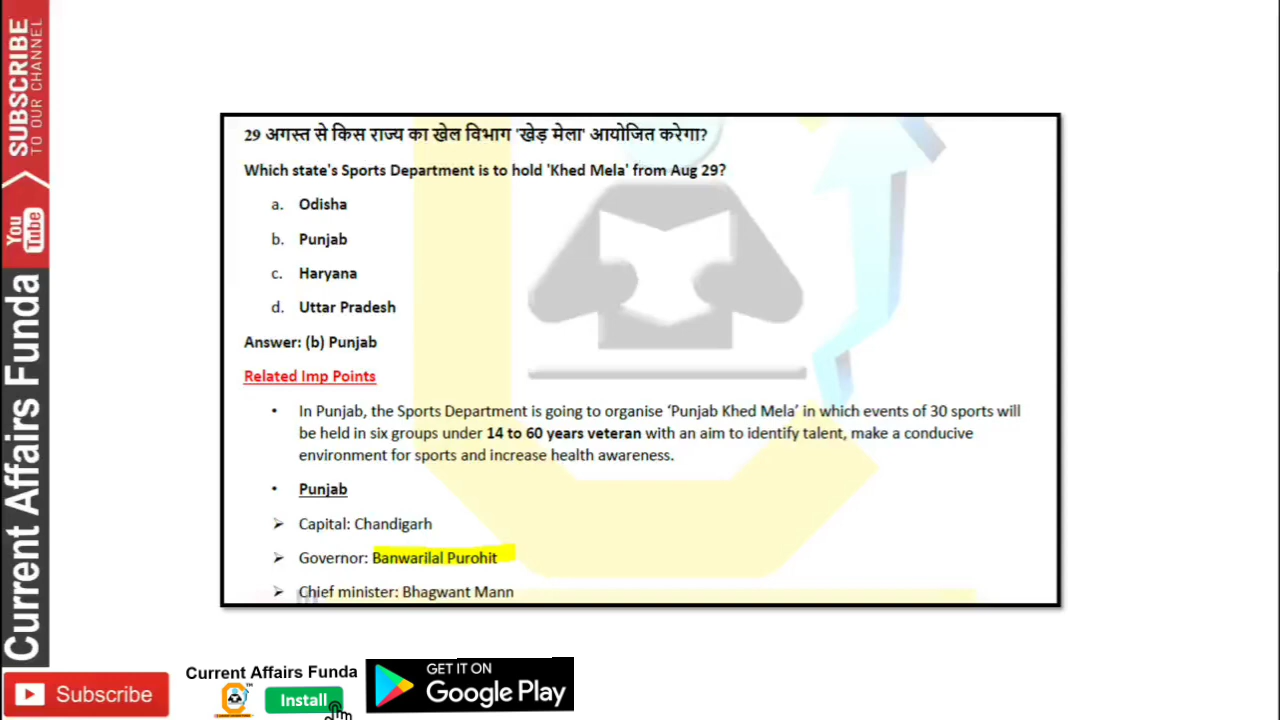 SUBSCRIBE
TO OUR CHANNEL
You
Tube
Current Affairs Funda
29 अगस्त से किस राज्य का खेल विभाग 'खेड़ मेला' आयोजित करेगा?
Which state's Sports Department is to hold 'Khed Mela' from Aug 29?
a. Odisha
b. Punjab
c. Haryana
d. Uttar Pradesh
Answer: (b) Punjab
Related Imp Points
• In Punjab, the Sports Department is going to organise ‘Punjab Khed Mela’ in which events of 30 sports will
be held in six groups under 14 to 60 years veteran with an aim to identify talent, make a conducive
environment for sports and increase health awareness.
• Punjab
➢ Capital: Chandigarh
➢ Governor: Banwarilal Purohit
➢ Chief minister: Bhagwant Mann
Subscribe
Current Affairs Funda
TM
Install
GET IT ON
Google Play